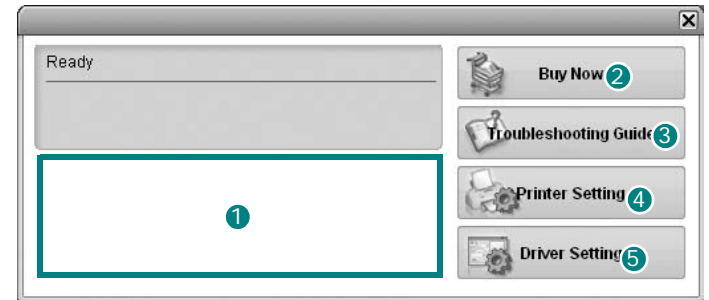 Ready
Buy Now 2
Troubleshooting Guide 3
1
Printer Setting 4
Driver Setting 5